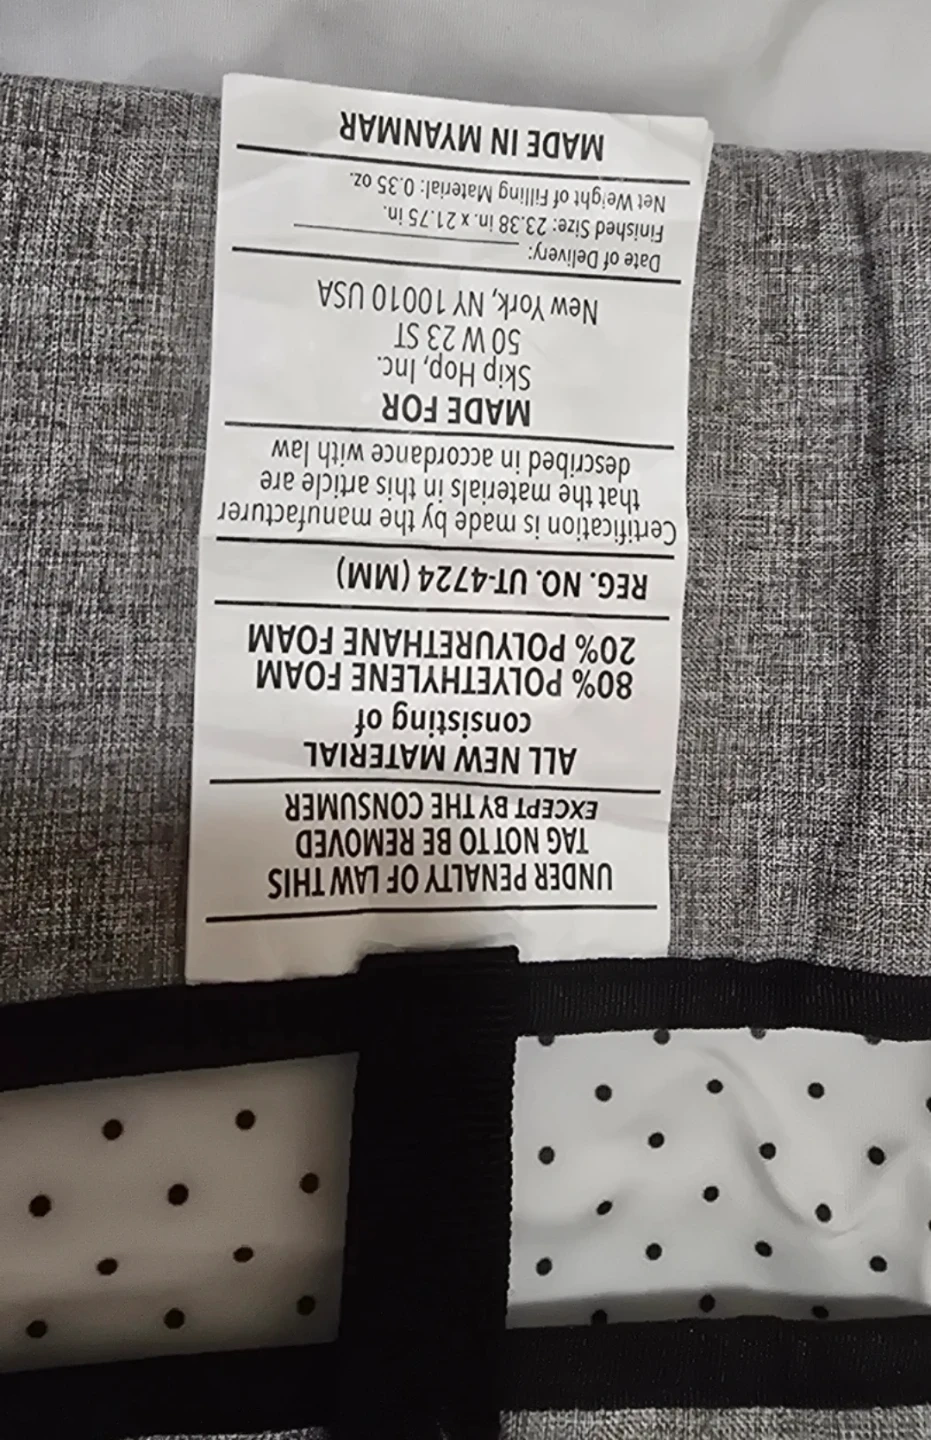 UNDER PENALTY OF LAW THIS
TAG NOT TO BE REMOVED
EXCEPT BY THE CONSUMER
ALL NEW MATERIAL
consisting of
80% POLYETHYLENE FOAM
20% POLYURETHANE FOAM
REG. NO. UT-4724 (MM)
Certification is made by the manufacturer
that the materials in this article are
described in accordance with law
MADE FOR
Skip Hop, Inc.
50 W 23 ST
New York, NY 10010 USA
Date of Delivery:
Finished Size: 23.38 in. x 21.75 in.
Net Weight of Filling Material: 0.35 oz.
MADE IN MYANMAR